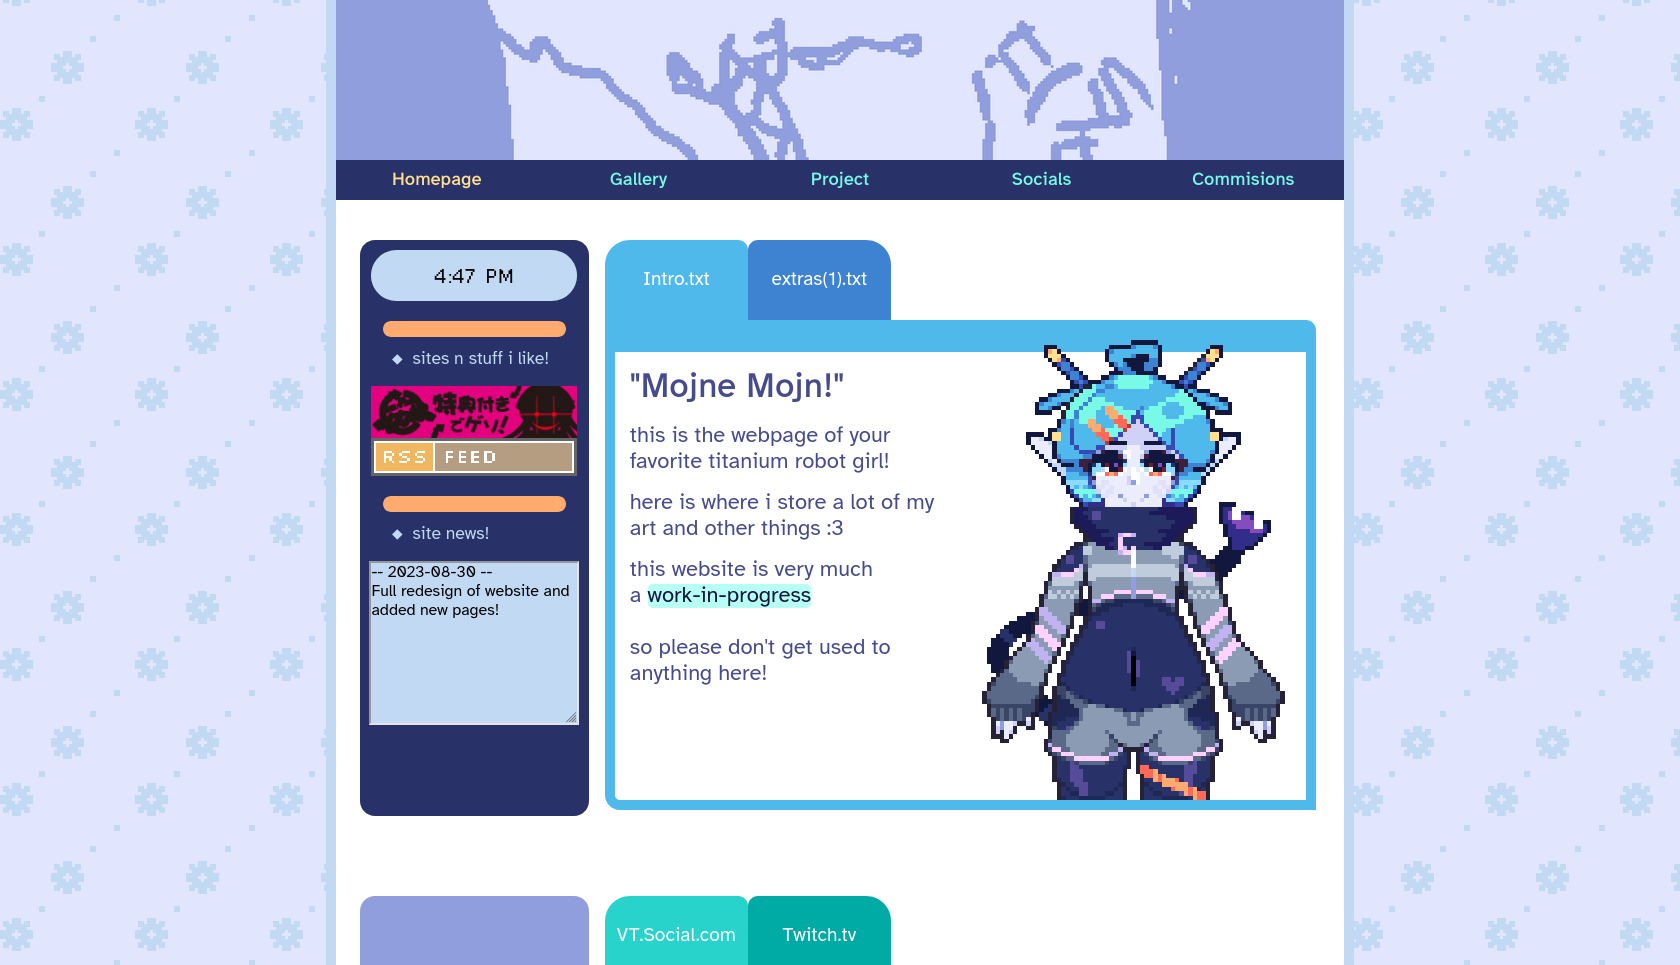 Homepage
Gallery
Project
Socials
Commisions
4:47 PM
sites n stuff i like!
特典付き
でゲソ!
RSS FEED
site news!
-- 2023-08-30 --
Full redesign of website and
added new pages!
Intro.txt
extras(1).txt
"Mojne Mojn!"
this is the webpage of your
favorite titanium robot girl!
here is where i store a lot of my
art and other things :3
this website is very much
a work-in-progress
so please don't get used to
anything here!
VT.Social.com
Twitch.tv